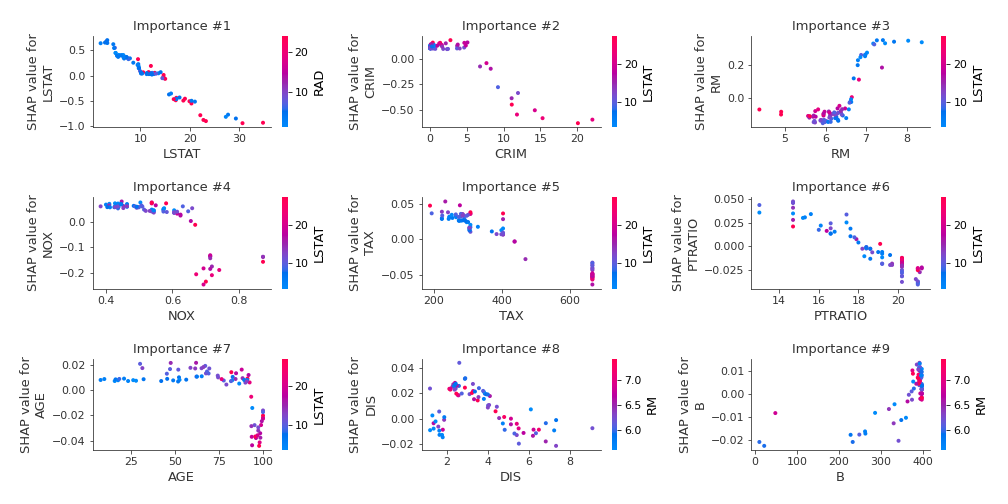 Importance #1
SHAP value for
LSTAT
0.5
0.0
−0.5
−1.0
10
20
30
LSTAT
20
10
RAD
Importance #2
SHAP value for
CRIM
0.00
−0.25
−0.50
0
5
10
15
20
CRIM
20
10
LSTAT
Importance #3
SHAP value for
RM
0.2
0.0
5
6
7
8
RM
20
10
LSTAT
Importance #4
SHAP value for
NOX
0.0
−0.1
−0.2
0.4
0.6
0.8
NOX
20
10
LSTAT
Importance #5
SHAP value for
TAX
0.05
0.00
−0.05
200
400
600
TAX
20
10
LSTAT
Importance #6
SHAP value for
PTRATIO
0.050
0.025
0.000
−0.025
14
16
18
20
PTRATIO
20
10
LSTAT
Importance #7
SHAP value for
AGE
0.02
0.00
−0.02
−0.04
25
50
75
100
AGE
20
10
LSTAT
Importance #8
SHAP value for
DIS
0.04
0.02
0.00
−0.02
2
4
6
8
DIS
7.0
6.5
6.0
RM
Importance #9
SHAP value for
B
0.01
0.00
−0.01
−0.02
0
100
200
300
400
B
7.0
6.5
6.0
RM